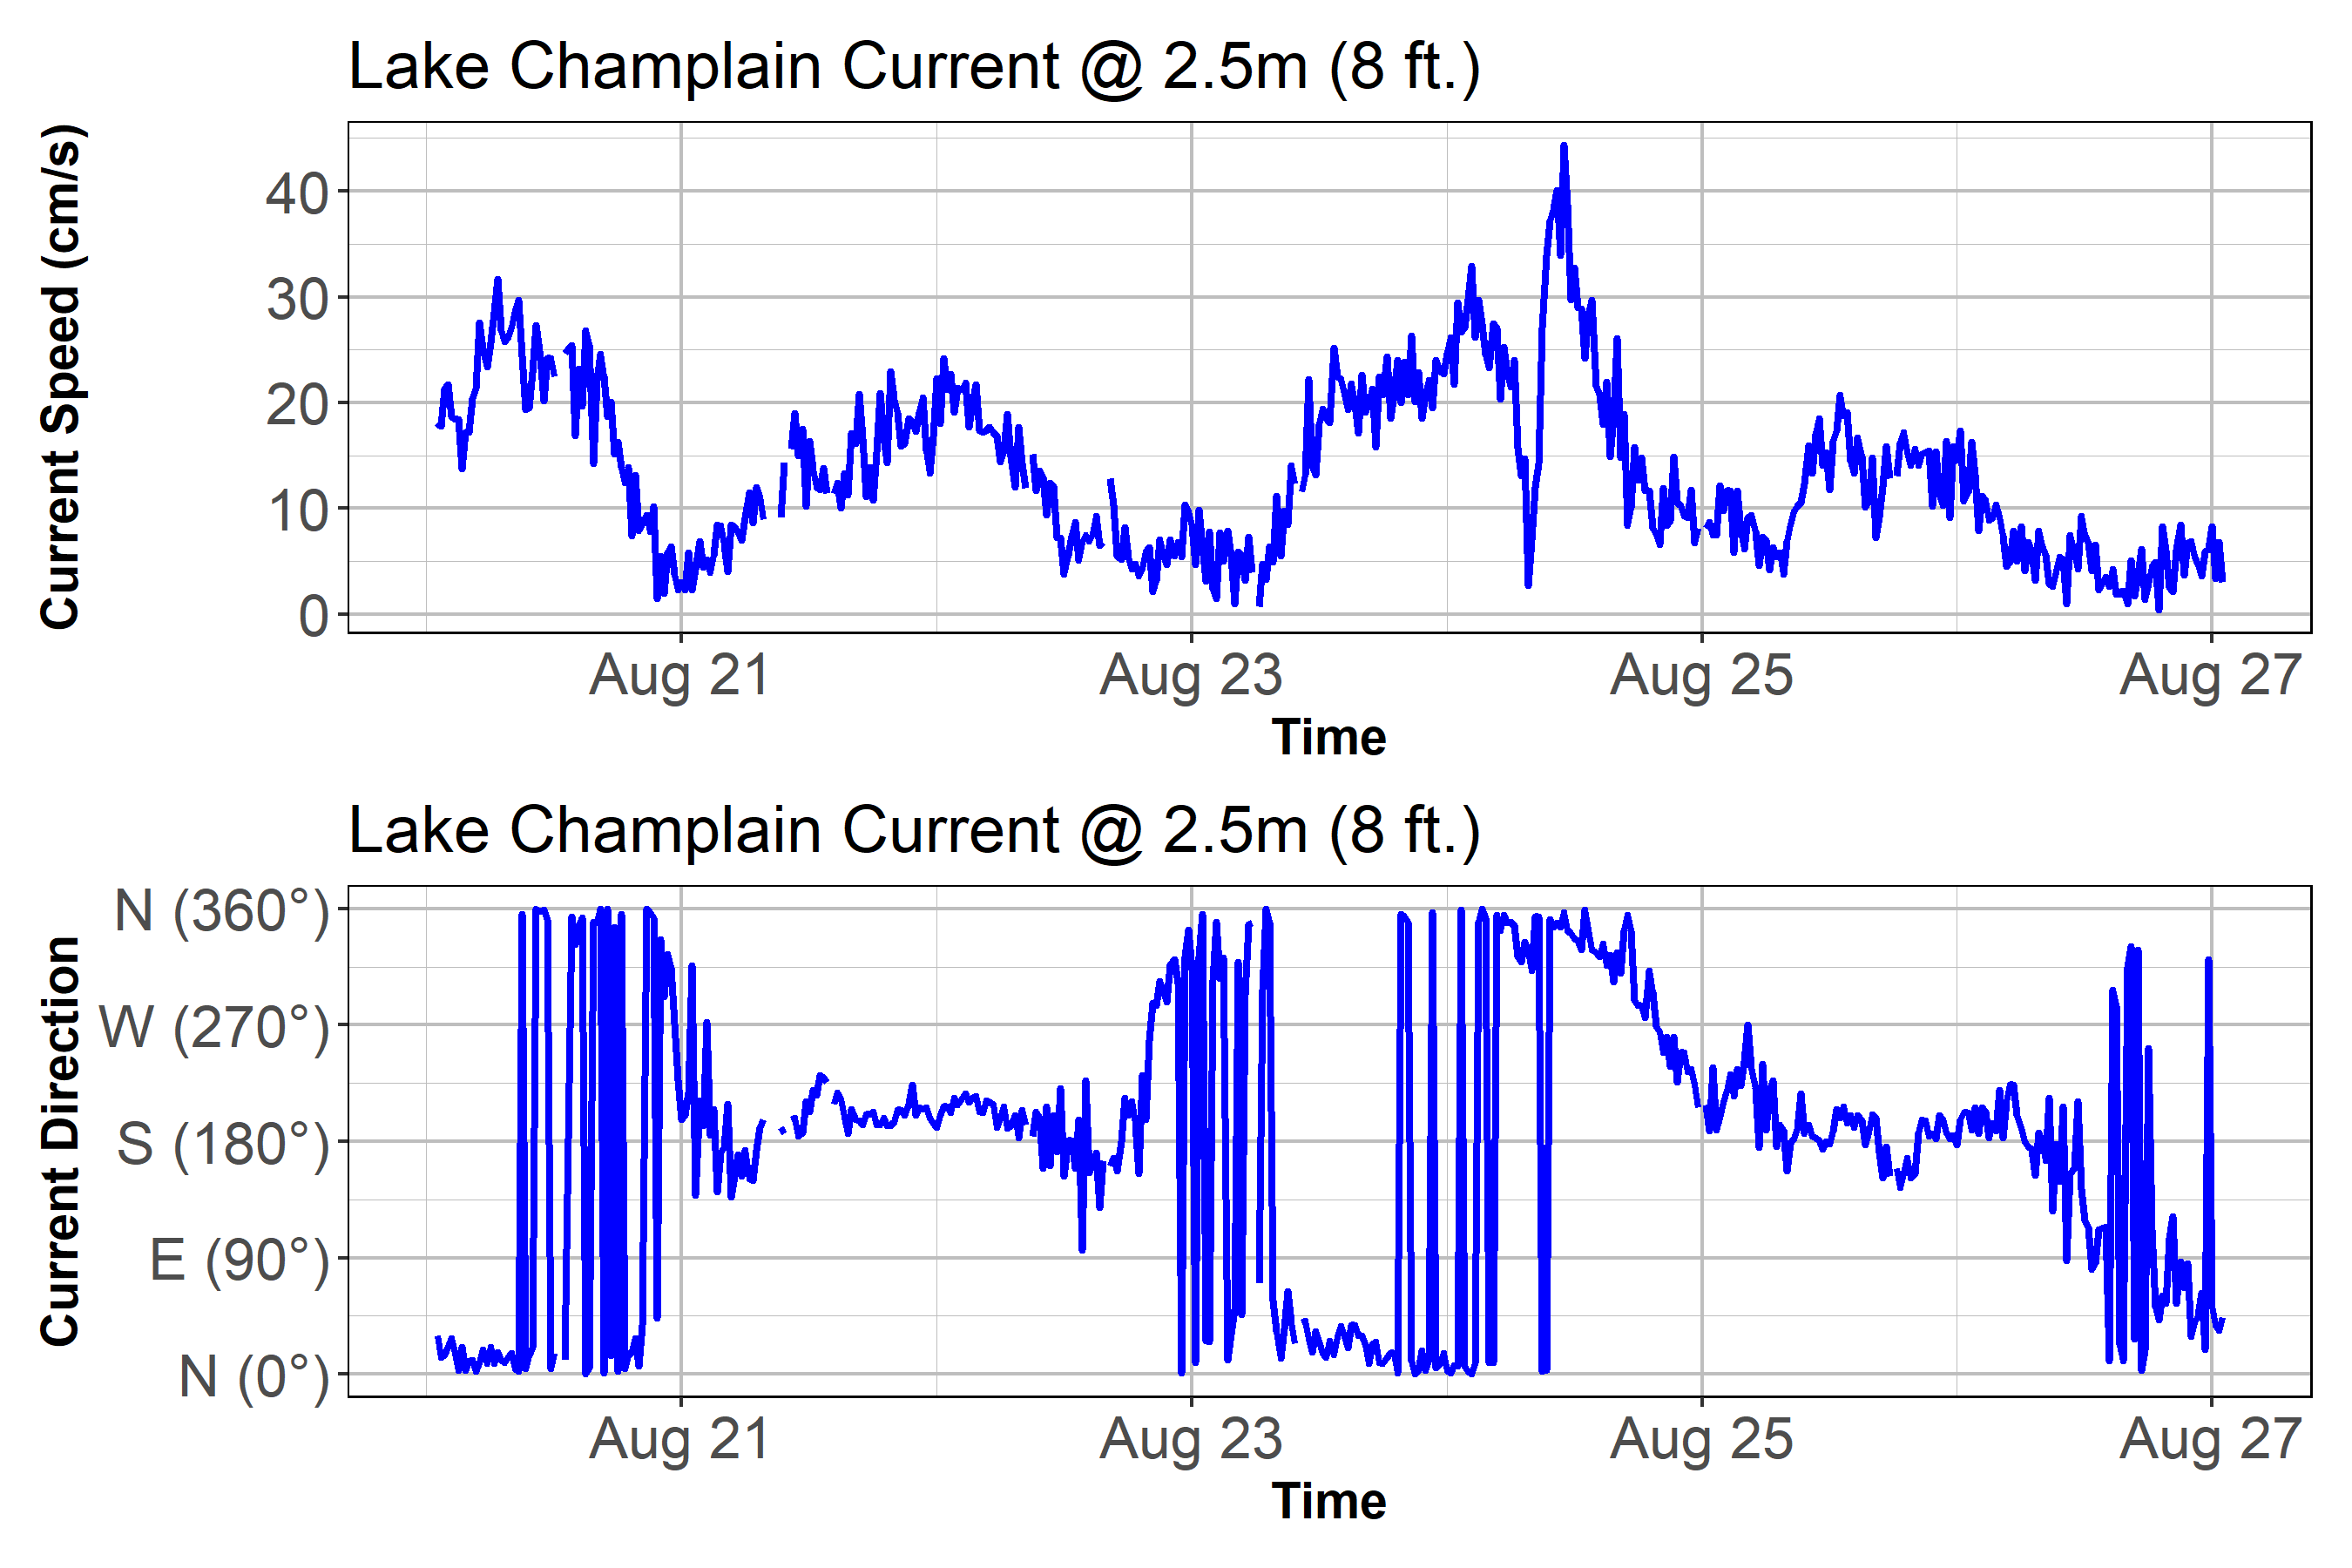 Lake Champlain Current @ 2.5m (8 ft.)
Current Speed (cm/s)
40
30
20
10
0
Aug 21
Aug 23
Aug 25
Aug 27
Time
Lake Champlain Current @ 2.5m (8 ft.)
Current Direction
N (360°)
W (270°)
S (180°)
E (90°)
N (0°)
Aug 21
Aug 23
Aug 25
Aug 27
Time